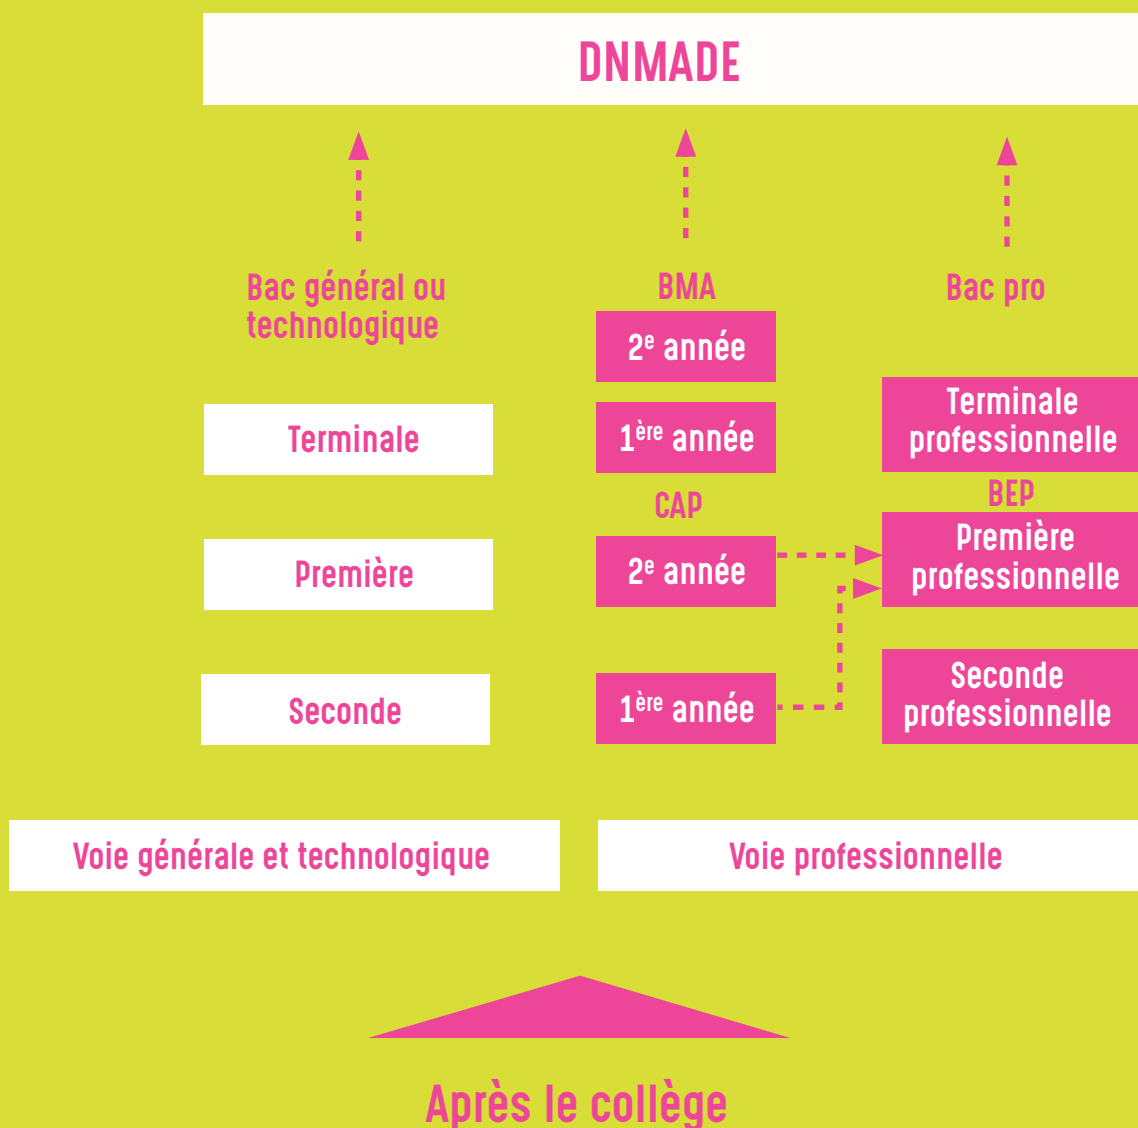 DNMADE
Bac général ou
technologique
BMA
Bac pro
2e année
Terminale
professionnelle
Terminale
1ère année
BEP
CAP
Première
2e année
Première
professionnelle
Seconde
1ère année
Seconde
professionnelle
Voie générale et technologique
Voie professionnelle
Après le collège